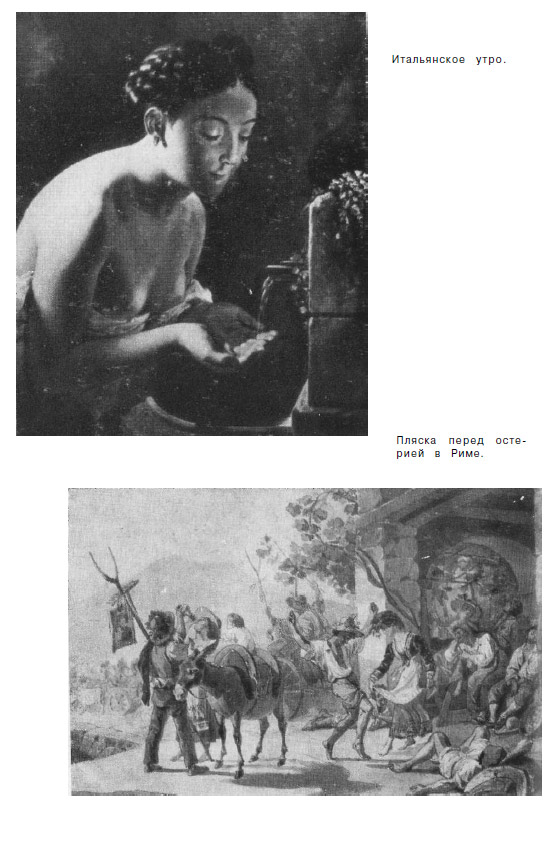 Итальянское утро.
Пляска перед осте-
рией в Риме.